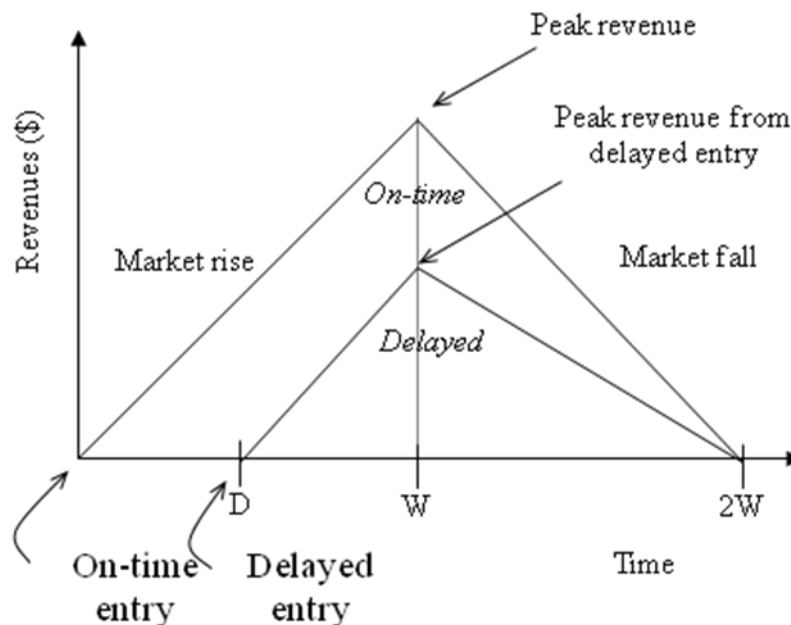 Peak revenue
Peak revenue from
delayed entry
Revenues ($)
On-time
Market rise
Market fall
Delayed
D
W
2W
On-time
entry
Delayed
entry
Time